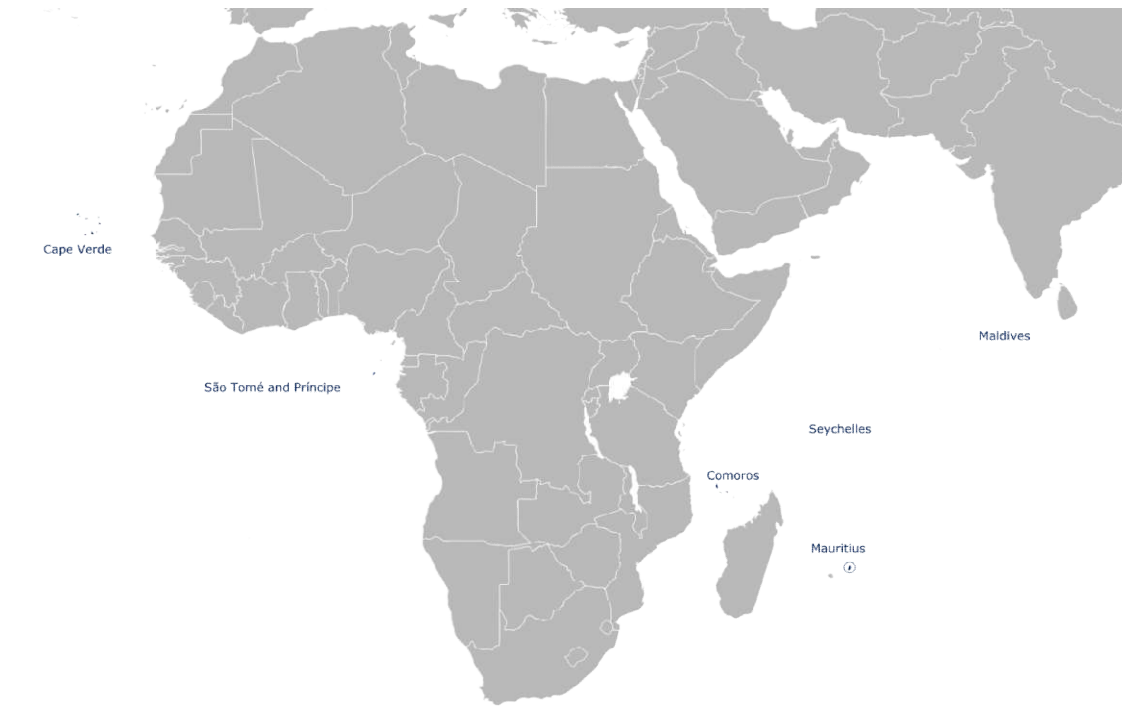 Cape Verde
Maldives
São Tomé and Príncipe
Seychelles
Comoros
Mauritius